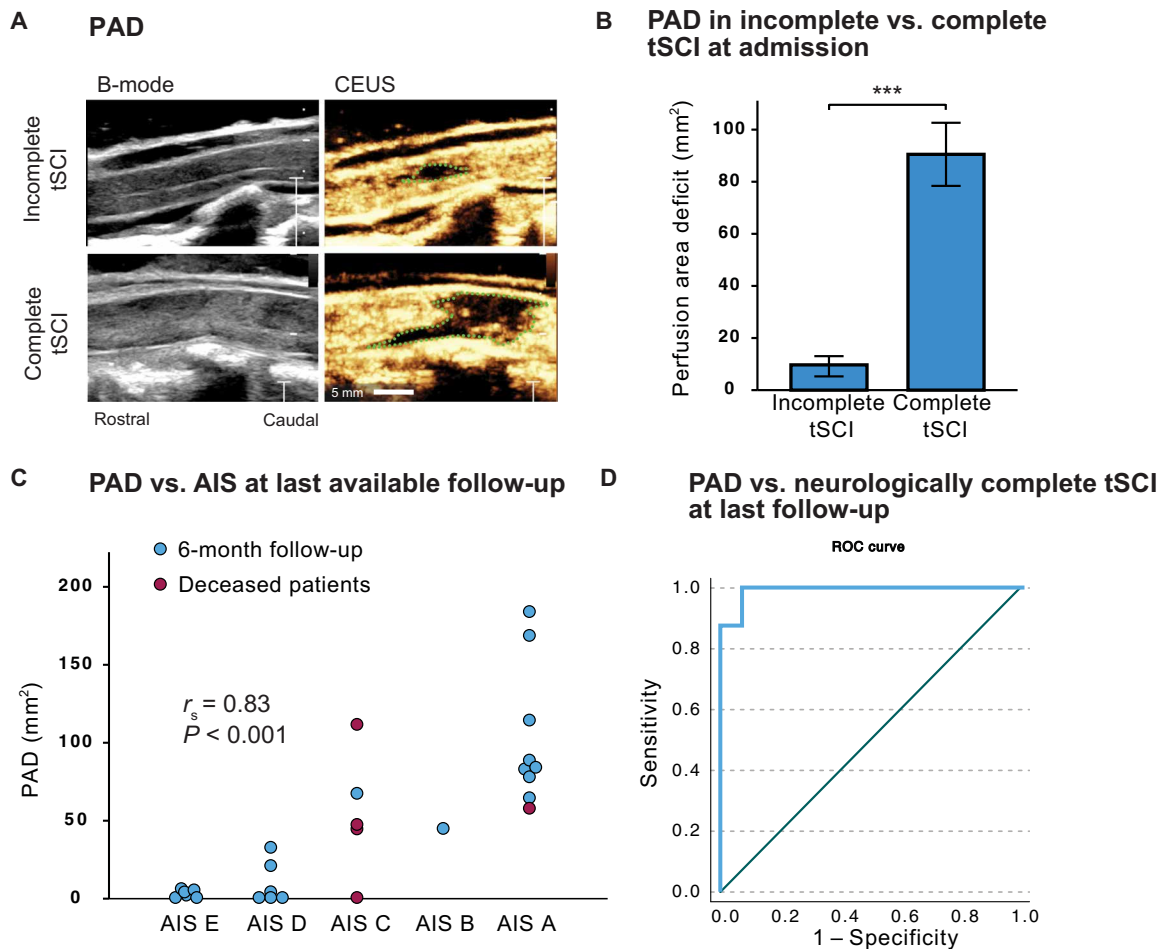 A
PAD
B-mode
CEUS
Incomplete
tSCI
Complete
tSCI
5 mm
Rostral
Caudal
B
PAD in incomplete vs. complete
tSCI at admission
***
Perfusion area deficit (mm²)
100
80
60
40
20
0
Incomplete
tSCI
Complete
tSCI
C
PAD vs. AIS at last available follow-up
6-month follow-up
Deceased patients
PAD (mm²)
200
150
100
50
0
rₛ = 0.83
P < 0.001
AIS E
AIS D
AIS C
AIS B
AIS A
D
PAD vs. neurologically complete tSCI
at last follow-up
ROC curve
Sensitivity
1.0
0.8
0.6
0.4
0.2
0.0
0.0
0.2
0.4
0.6
0.8
1.0
1 – Specificity